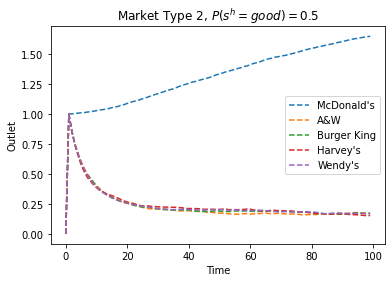 Market Type 2, P(s^h = good) = 0.5
Outlet
1.50
1.25
1.00
0.75
0.50
0.25
0.00
McDonald's
A&W
Burger King
Harvey's
Wendy's
0
20
40
60
80
100
Time